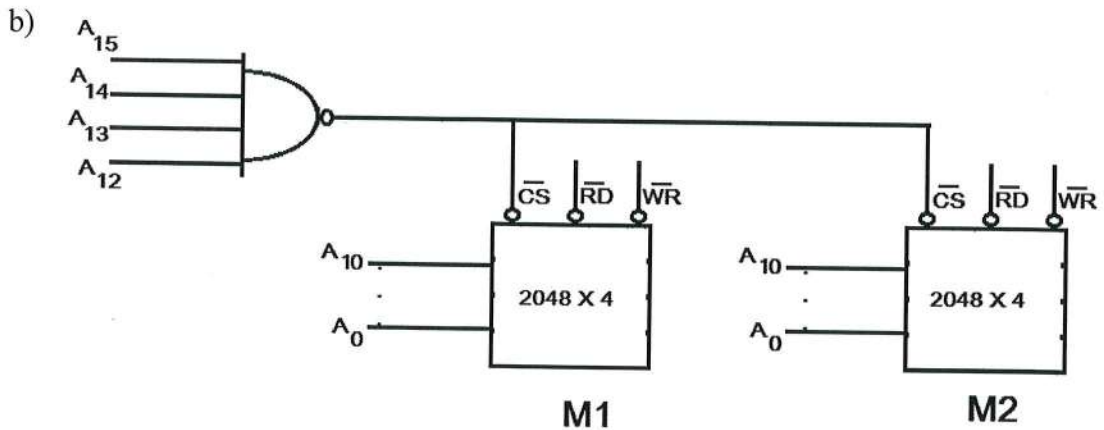 b)
A15
A14
A13
A12
CS RD WR
CS RD WR
A10
2048 X 4
A0
A10
2048 X 4
A0
M1
M2